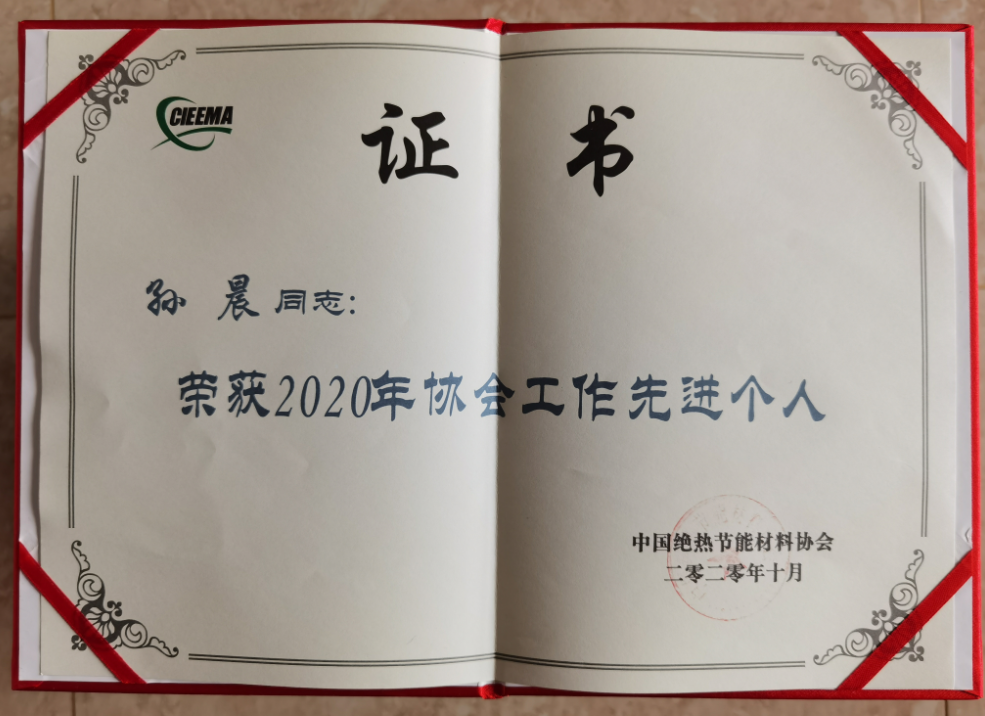 CIEEMA
证 书
孙 晨 同志:
荣获2020年协会工作先进个人
中国绝热节能材料协会
二零二零年十月